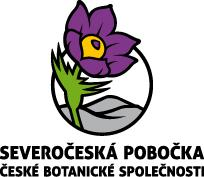 SEVEROČESKÁ POBOČKA
ČESKÉ BOTANICKÉ SPOLEČNOSTI